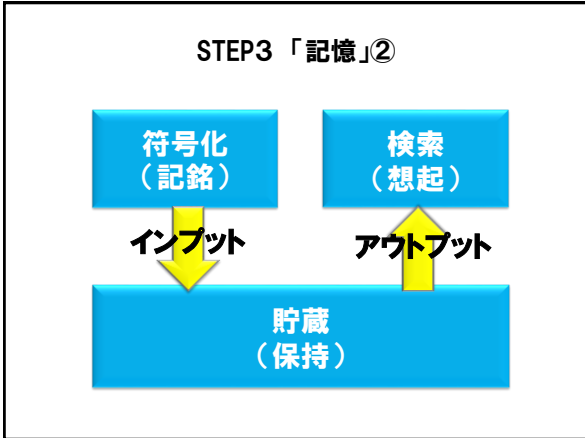 STEP3 「記憶」②
符号化
（記銘）
検索
（想起）
インプット
アウトプット
貯蔵
（保持）